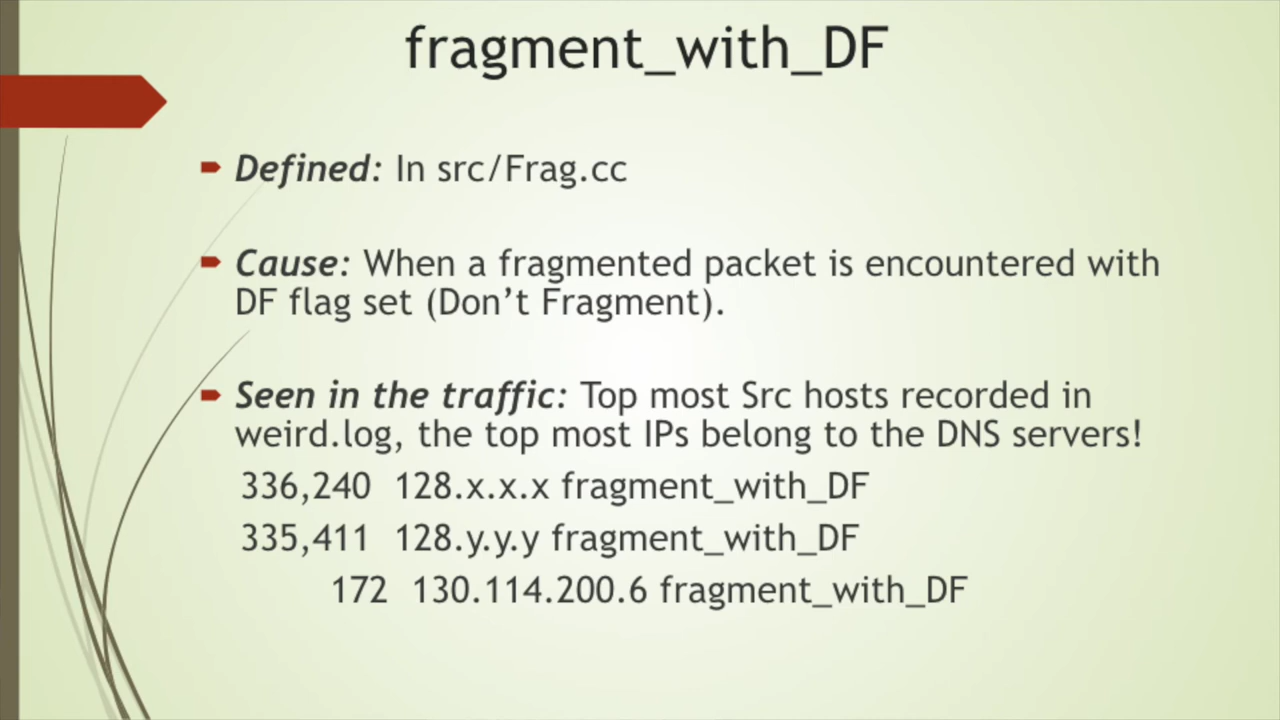 fragment_with_DF
Defined: In src/Frag.cc
Cause: When a fragmented packet is encountered with
DF flag set (Don’t Fragment).
Seen in the traffic: Top most Src hosts recorded in
weird.log, the top most IPs belong to the DNS servers!
336,240 128.x.x.x fragment_with_DF
335,411 128.y.y.y fragment_with_DF
172 130.114.200.6 fragment_with_DF